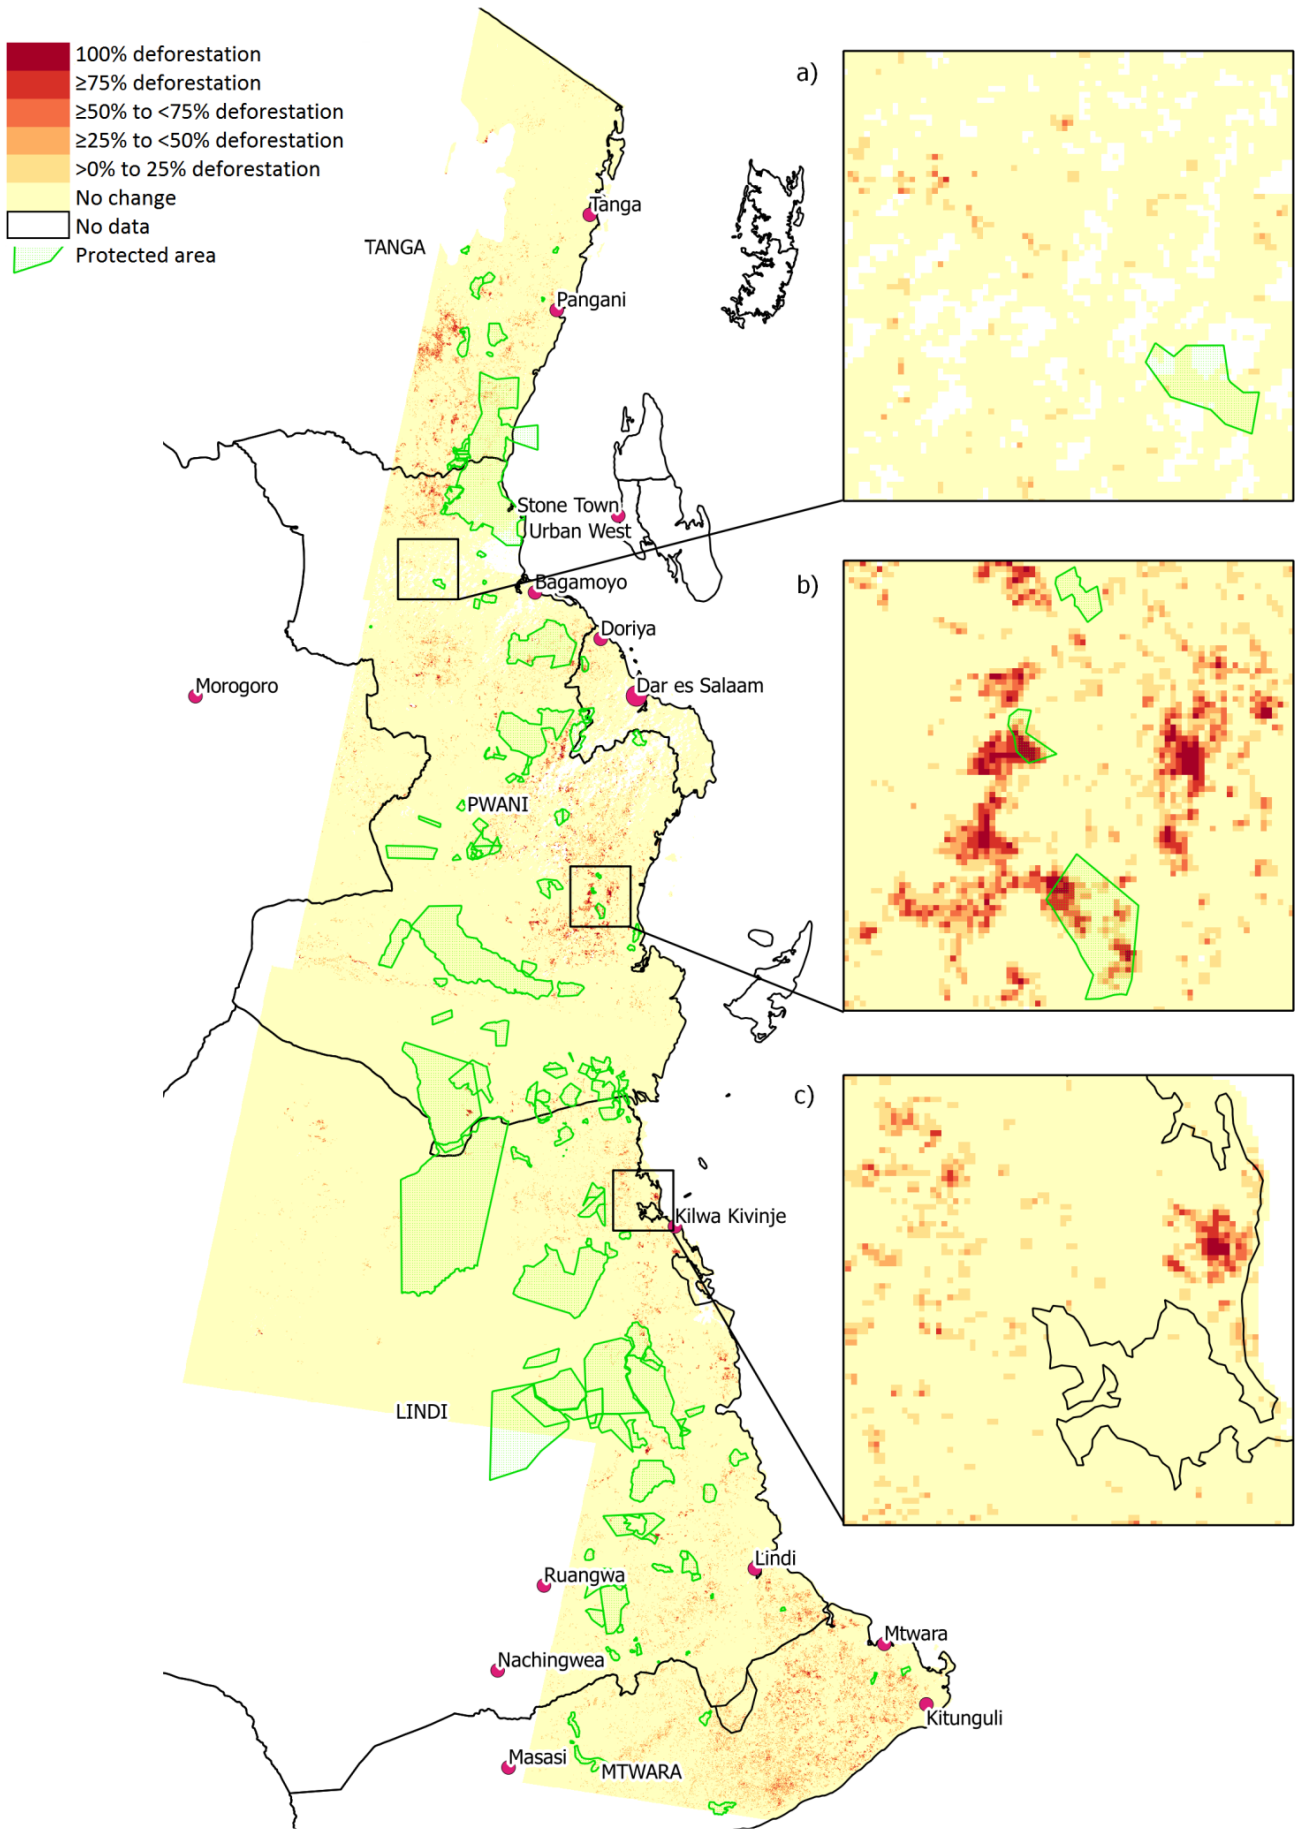 100% deforestation
≥75% deforestation
≥50% to <75% deforestation
≥25% to <50% deforestation
>0% to 25% deforestation
No change
No data
Protected area
a)
Tanga
TANGA
Pangani
Stone Town
Urban West
Bagamoyo
b)
Doriya
Morogoro
Dar es Salaam
PWANI
c)
Kilwa Kivinje
LINDI
Lindi
Ruangwa
Mtwara
Nachingwea
Kitunguli
Masasi
MTWARA